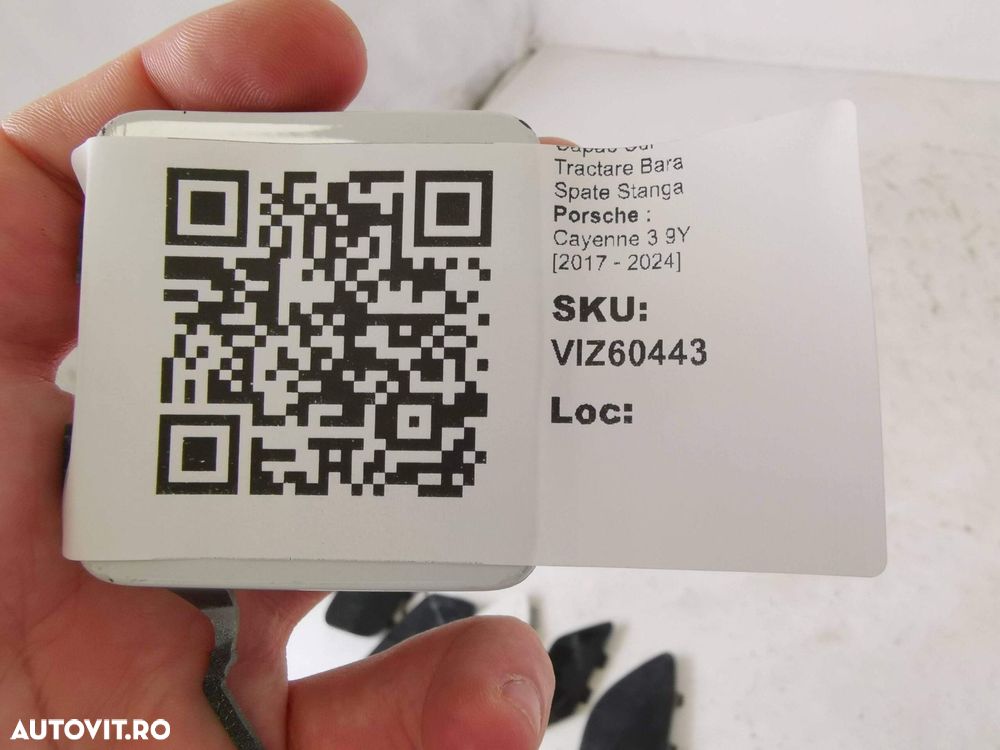 Tractare Bara
Spate Stanga
Porsche :
Cayenne 3 9Y
[2017 - 2024]
SKU:
VIZ60443
Loc:
AUTOVIT.RO